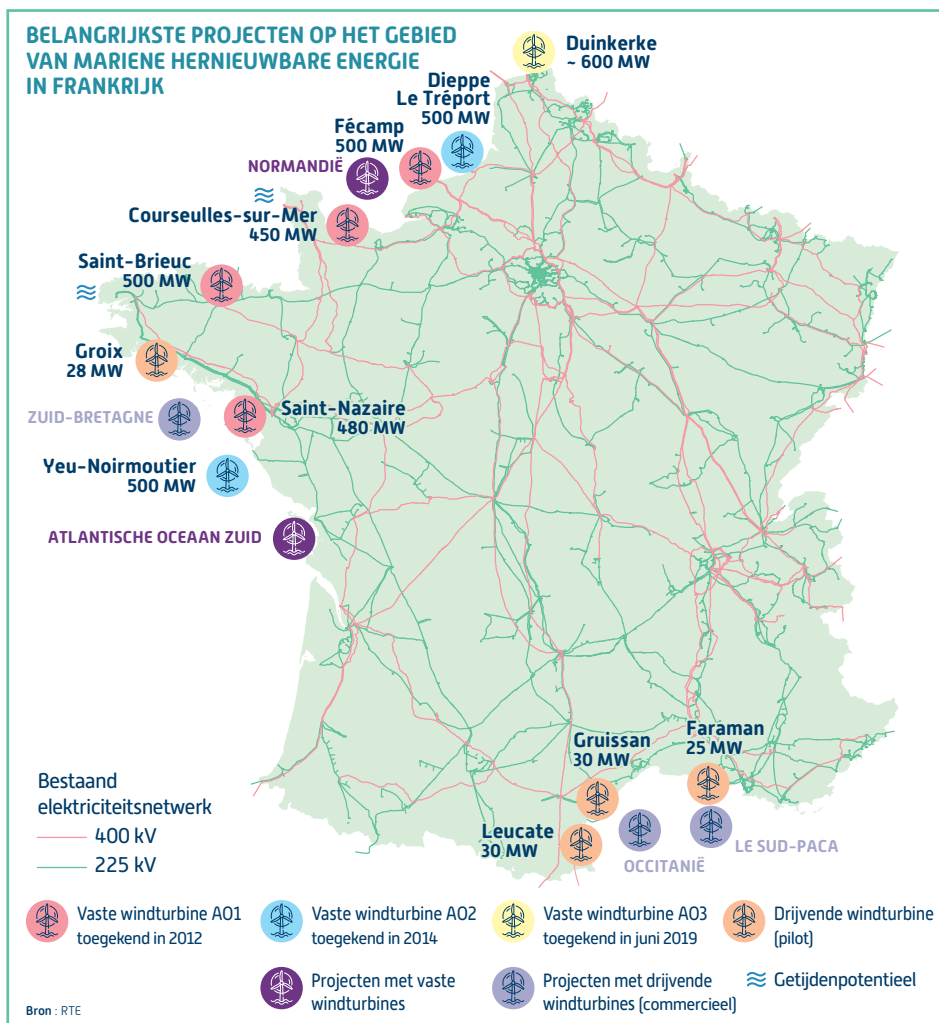 BELANGRIJKSTE PROJECTEN OP HET GEBIED
VAN MARIENE HERNIEUWBARE ENERGIE
IN FRANKRIJK
Duinkerke
~ 600 MW
Dieppe
Le Tréport
500 MW
Fécamp
500 MW
NORMANDIË
Courseulles-sur-Mer
450 MW
Saint-Brieuc
500 MW
Groix
28 MW
ZUID-BRETAGNE
Saint-Nazaire
480 MW
Yeu-Noirmoutier
500 MW
ATLANTISCHE OCEAAN ZUID
Faraman
25 MW
Gruissan
30 MW
Leucate
30 MW
LE SUD-PACA
OCCITANIË
Bestaand
elektriciteitsnetwerk
400 kV
225 kV
Vaste windturbine AO1
toegekend in 2012
Vaste windturbine AO2
toegekend in 2014
Vaste windturbine AO3
toegekend in juni 2019
Drijvende windturbine
(pilot)
Projecten met vaste
windturbines
Projecten met drijvende
windturbines (commercieel)
Getijdenpotentieel
Bron : RTE